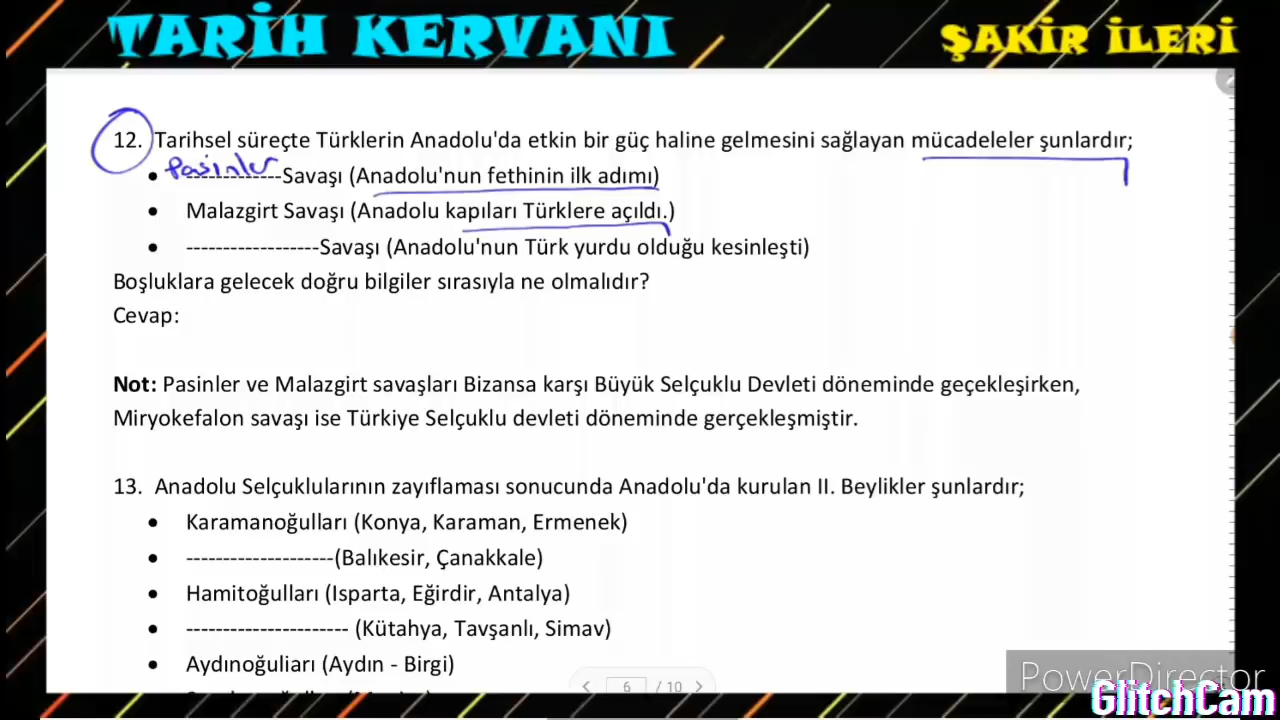 TARİH KERVANI
ŞAKİR İLERİ
12. Tarihsel süreçte Türklerin Anadolu'da etkin bir güç haline gelmesini sağlayan mücadeleler şunlardır;
• Pasinler ------------Savaşı (Anadolu'nun fethinin ilk adımı)
• Malazgirt Savaşı (Anadolu kapıları Türklere açıldı.)
• ------------------Savaşı (Anadolu'nun Türk yurdu olduğu kesinleşti)
Boşluklara gelecek doğru bilgiler sırasıyla ne olmalıdır?
Cevap:
Not: Pasinler ve Malazgirt savaşları Bizansa karşı Büyük Selçuklu Devleti döneminde geçekleşirken,
Miryokefalon savaşı ise Türkiye Selçuklu devleti döneminde gerçekleşmiştir.
13. Anadolu Selçuklularının zayıflaması sonucunda Anadolu'da kurulan II. Beylikler şunlardır;
• Karamanoğulları (Konya, Karaman, Ermenek)
• --------------------(Balıkesir, Çanakkale)
• Hamitoğulları (Isparta, Eğirdir, Antalya)
• ---------------------- (Kütahya, Tavşanlı, Simav)
• Aydınoğulları (Aydın - Birgi)
6 / 10
PowerDirector
GlitchCam